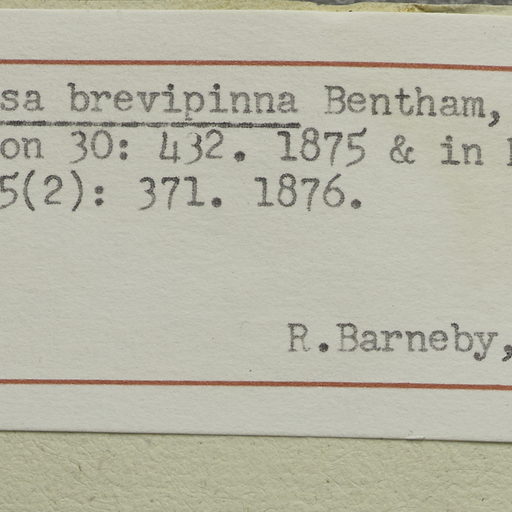 sa brevipinna Bentham,
on 30: 432. 1875 & in
5(2): 371. 1876.
R.Barneby,